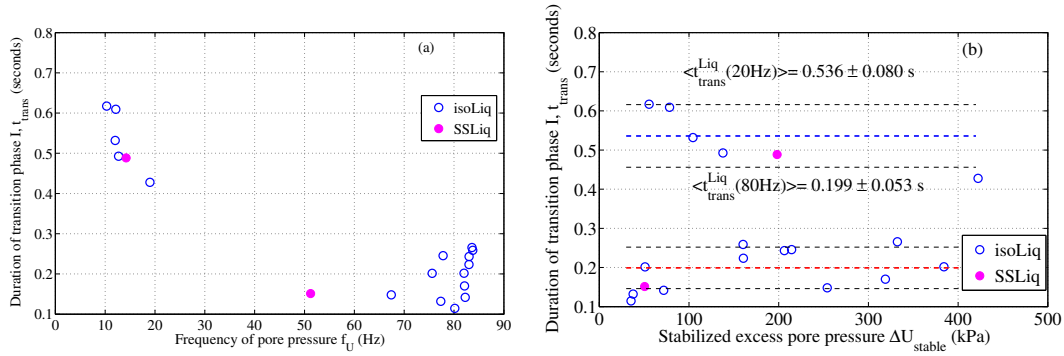 (a)
Duration of transition phase I, t_trans (seconds)
0.8
0.7
0.6
0.5
0.4
0.3
0.2
0.1
0 10 20 30 40 50 60 70 80 90
Frequency of pore pressure f_U (Hz)
isoLiq
SSLiq
(b)
Duration of transition phase I, t_trans (seconds)
0.8
0.7
0.6
0.5
0.4
0.3
0.2
0.1
0 100 200 300 400 500
Stabilized excess pore pressure ΔU_stable (kPa)
<t_trans^Liq(20Hz)>= 0.536 ± 0.080 s
<t_trans^Liq(80Hz)>= 0.199 ± 0.053 s
isoLiq
SSLiq